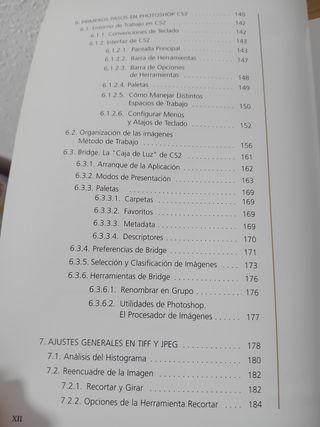 6. PRIMEROS PASOS EN PHOTOSHOP CS2 .................. 140
6.1. Entorno de Trabajo en CS2 .................. 142
6.1.1. Convenciones de Teclado .................. 142
6.1.2. Interfaz de CS2 .................. 143
6.1.2.1. Pantalla Principal .................. 143
6.1.2.2. Barra de Herramientas .................. 147
6.1.2.3. Barra de Opciones
de Herramientas .................. 148
6.1.2.4. Paletas .................. 149
6.1.2.5. Cómo Manejar Distintos
Espacios de Trabajo .................. 150
6.1.2.6. Configurar Menús
y Atajos de Teclado .................. 152
6.2. Organización de las imágenes
Método de Trabajo .................. 156
6.3. Bridge. La "Caja de Luz" de CS2 .................. 161
6.3.1. Arranque de la Aplicación .................. 162
6.3.2. Modos de Presentación .................. 163
6.3.3. Paletas .................. 169
6.3.3.1. Carpetas .................. 169
6.3.3.2. Favoritos .................. 169
6.3.3.3. Metadata .................. 169
6.3.3.4. Descriptores .................. 170
6.3.4. Preferencias de Bridge .................. 171
6.3.5. Selección y Clasificación de Imágenes .... 173
6.3.6. Herramientas de Bridge .................. 176
6.3.6.1. Renombrar en Grupo .................. 176
6.3.6.2. Utilidades de Photoshop.
El Procesador de Imágenes ...... 177
7. AJUSTES GENERALES EN TIFF Y JPEG .................. 178
7.1. Análisis del Histograma .................. 180
7.2. Reencuadre de la Imagen .................. 182
7.2.1. Recortar y Girar .................. 182
7.2.2. Opciones de la Herramienta Recortar .... 184
XII